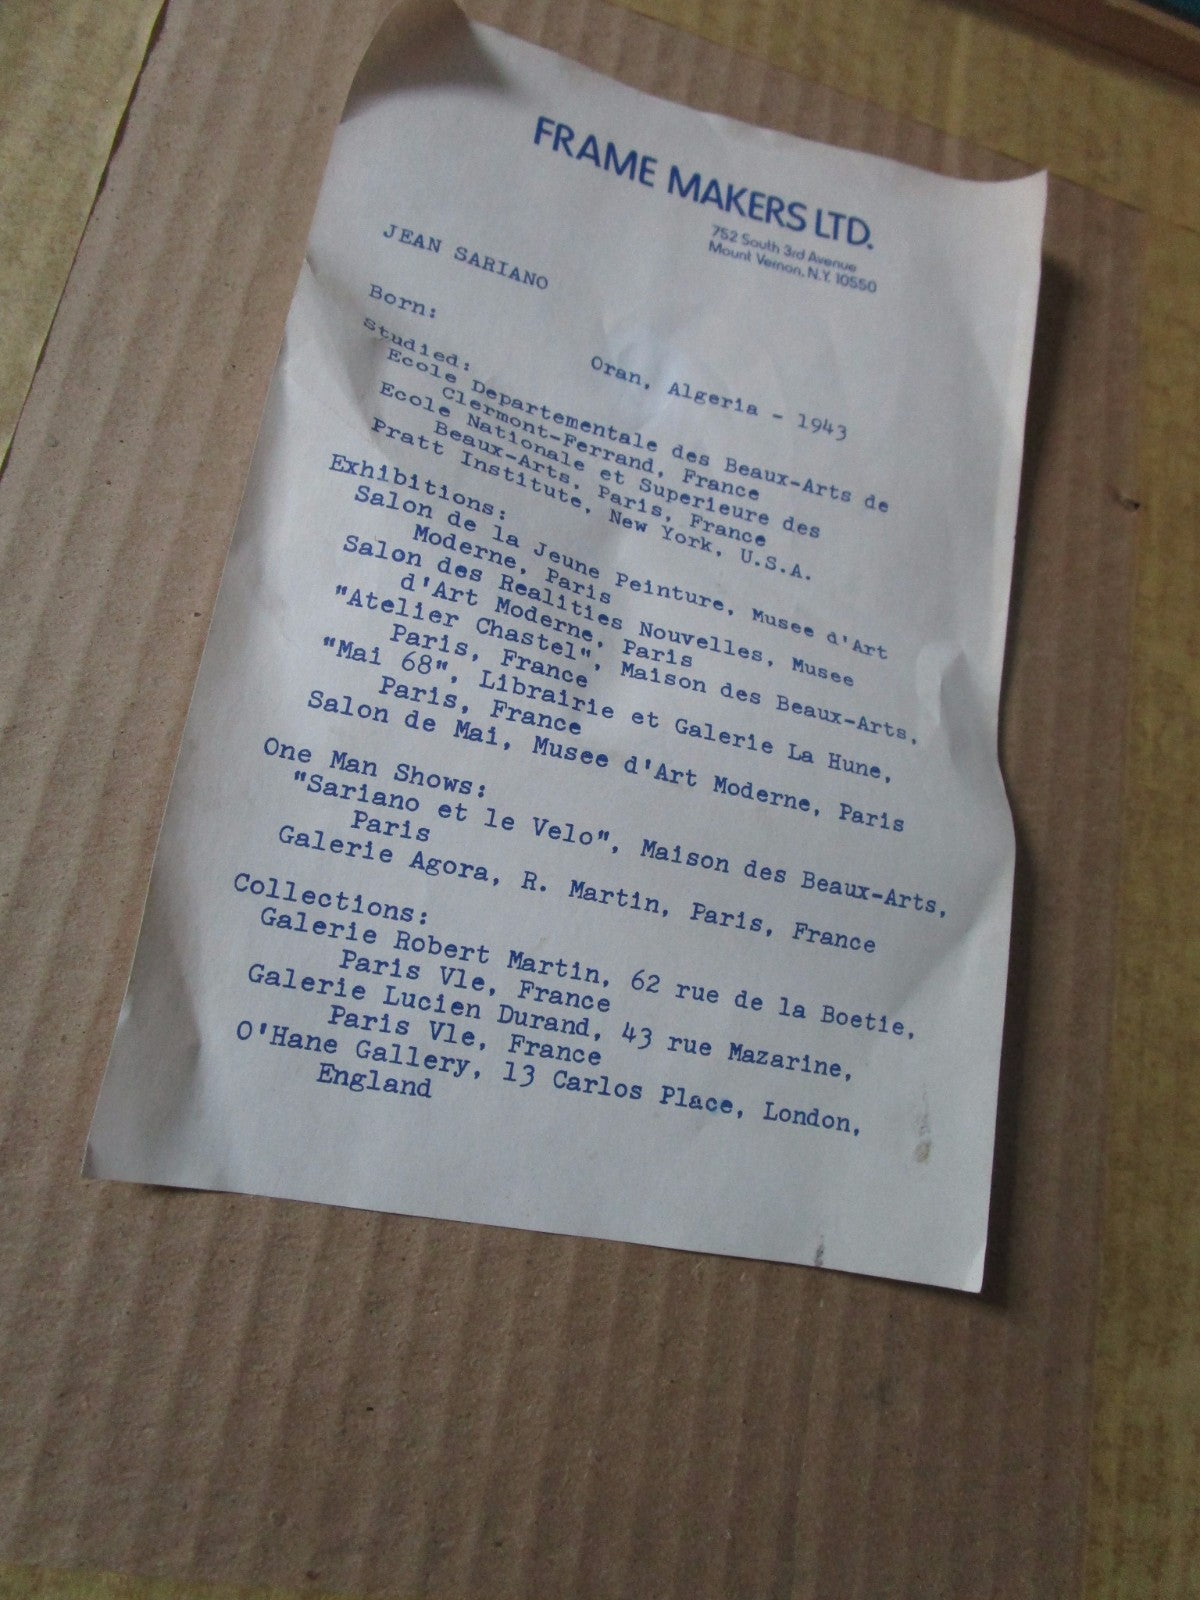 FRAME MAKERS LTD.
752 South 3rd Avenue
Mount Vernon, N.Y. 10550
JEAN SARIANO
Born:
Oran, Algeria - 1943
Studied:
Ecole Departementale des Beaux-Arts de
Clermont-Ferrand, France
Ecole Nationale et Superieure des
Beaux-Arts, Paris, France
Pratt Institute, New York, U.S.A.
Exhibitions:
Salon de la Jeune Peinture, Musee d'Art
Moderne, Paris
Salon des Realities Nouvelles, Musee
d'Art Moderne, Paris
"Atelier Chastel", Maison des Beaux-Arts,
Paris, France
"Mai 68", Librairie et Galerie La Hune,
Paris, France
Salon de Mai, Musee d'Art Moderne, Paris
One Man Shows:
"Sariano et le Velo", Maison des Beaux-Arts,
Paris
Galerie Agora, R. Martin, Paris, France
Collections:
Galerie Robert Martin, 62 rue de la Boetie,
Paris Vle, France
Galerie Lucien Durand, 43 rue Mazarine,
Paris Vle, France
O'Hane Gallery, 13 Carlos Place, London,
England